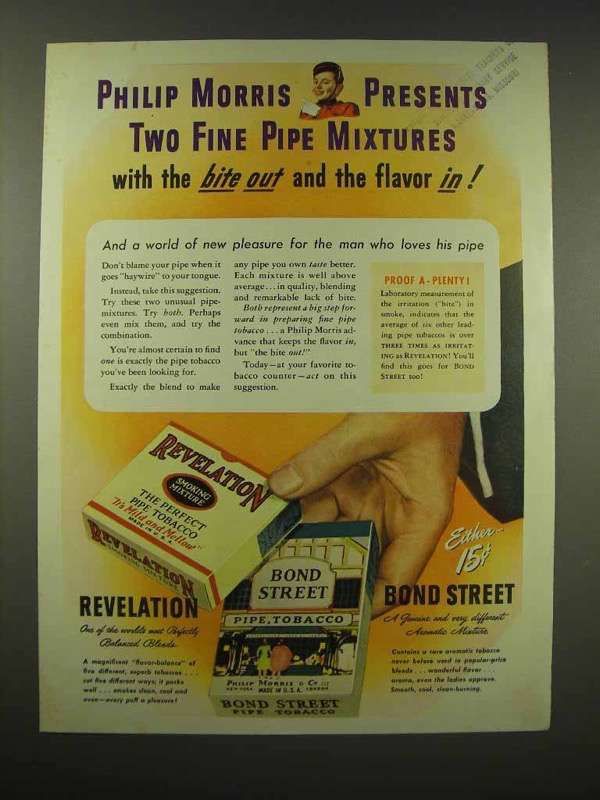 PHILIP MORRIS PRESENTS
TWO FINE PIPE MIXTURES
with the bite out and the flavor in!
And a world of new pleasure for the man who loves his pipe
Don't blame your pipe when it
goes "haywire" to your tongue.
Instead, take this suggestion.
Try these two unusual pipe-
mixtures. Try both. Perhaps
even mix them, and try the
combination.
You're almost certain to find
one is exactly the pipe tobacco
you've been looking for.
Exactly the blend to make
any pipe you own taste better.
Each mixture is well above
average...in quality, blending
and remarkable lack of bite.
Both represent a big step for-
ward in preparing fine pipe
tobacco...a Philip Morris ad-
vance that keeps the flavor in,
but "the bite out!"
Today—at your favorite to-
bacco counter—act on this
suggestion.
PROOF A-PLENTY!
Laboratory measurement of
the irritation ("bite") in
smoke, indicates that the
average of six other lead-
ing pipe tobaccos is over
THREE TIMES AS IRRITAT-
ING as REVELATION! You'll
find this goes for BOND
STREET too!
REVELATION
SMOKING
MIXTURE
THE PERFECT
PIPE TOBACCO
"It's Mild and Mellow"
MADE IN U.S.A.
REVELATION
BOND
STREET
PIPE TOBACCO
PHILIP MORRIS & CO.
NEW YORK MADE IN U.S.A. LONDON
BOND STREET
PIPE TOBACCO
Either—
15¢
REVELATION
One of the world's most Perfectly
Balanced Blends.
A magnificent "flavor-balance" of
five different, superb tobaccos...
cut five different ways; it packs
well...smokes clean, cool and
even—every puff a pleasure!
BOND STREET
A Genuine and very different
Aromatic Mixture.
Contains a rare aromatic tobacco
never before used in popular-price
blends...wonderful flavor...
aroma, even the ladies approve.
Smooth, cool, clean-burning.